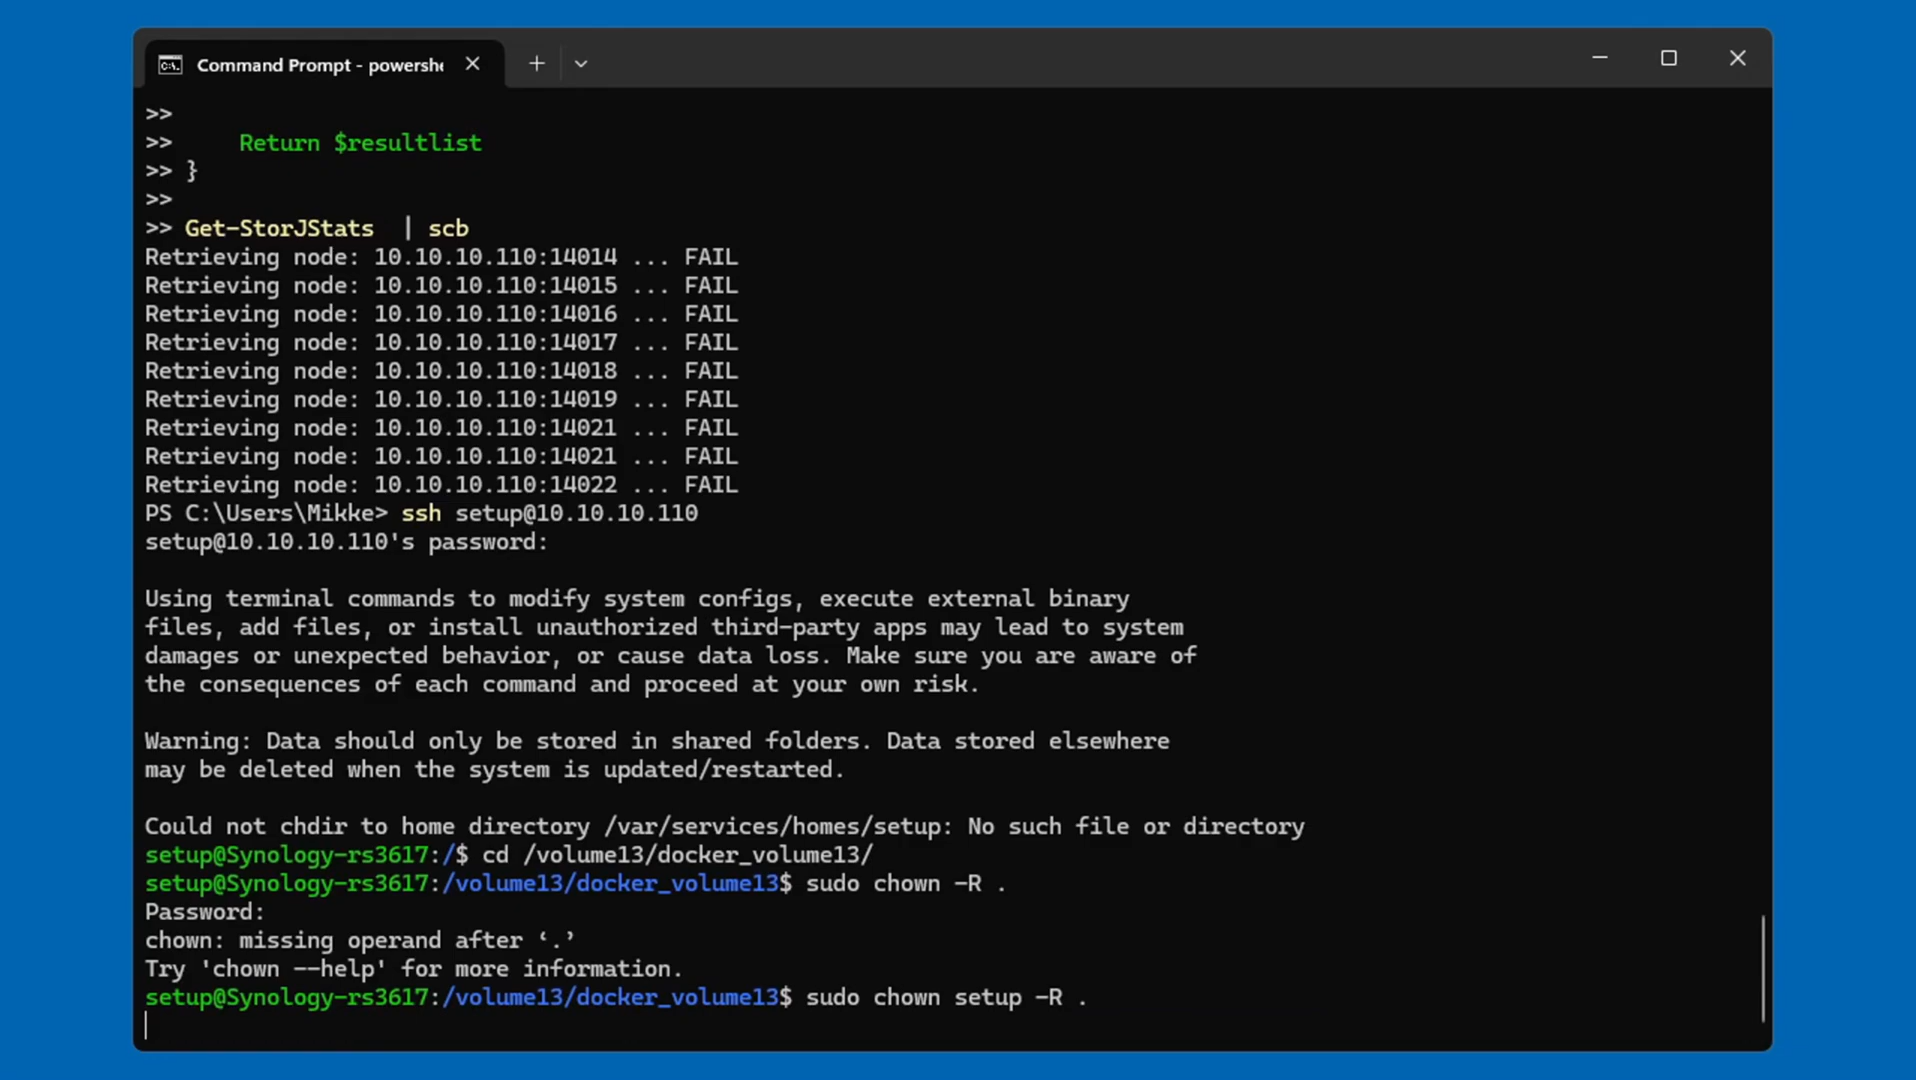 Command Prompt - powershe
>>
>>     Return $resultlist
>> }
>>
>> Get-StorJStats  | scb
Retrieving node: 10.10.10.110:14014 ... FAIL
Retrieving node: 10.10.10.110:14015 ... FAIL
Retrieving node: 10.10.10.110:14016 ... FAIL
Retrieving node: 10.10.10.110:14017 ... FAIL
Retrieving node: 10.10.10.110:14018 ... FAIL
Retrieving node: 10.10.10.110:14019 ... FAIL
Retrieving node: 10.10.10.110:14021 ... FAIL
Retrieving node: 10.10.10.110:14021 ... FAIL
Retrieving node: 10.10.10.110:14022 ... FAIL
PS C:\Users\Mikke> ssh setup@10.10.10.110
setup@10.10.10.110's password:
Using terminal commands to modify system configs, execute external binary
files, add files, or install unauthorized third-party apps may lead to system
damages or unexpected behavior, or cause data loss. Make sure you are aware of
the consequences of each command and proceed at your own risk.
Warning: Data should only be stored in shared folders. Data stored elsewhere
may be deleted when the system is updated/restarted.
Could not chdir to home directory /var/services/homes/setup: No such file or directory
setup@Synology-rs3617:/$ cd /volume13/docker_volume13/
setup@Synology-rs3617:/volume13/docker_volume13$ sudo chown -R .
Password:
chown: missing operand after ‘.’
Try 'chown --help' for more information.
setup@Synology-rs3617:/volume13/docker_volume13$ sudo chown setup -R .